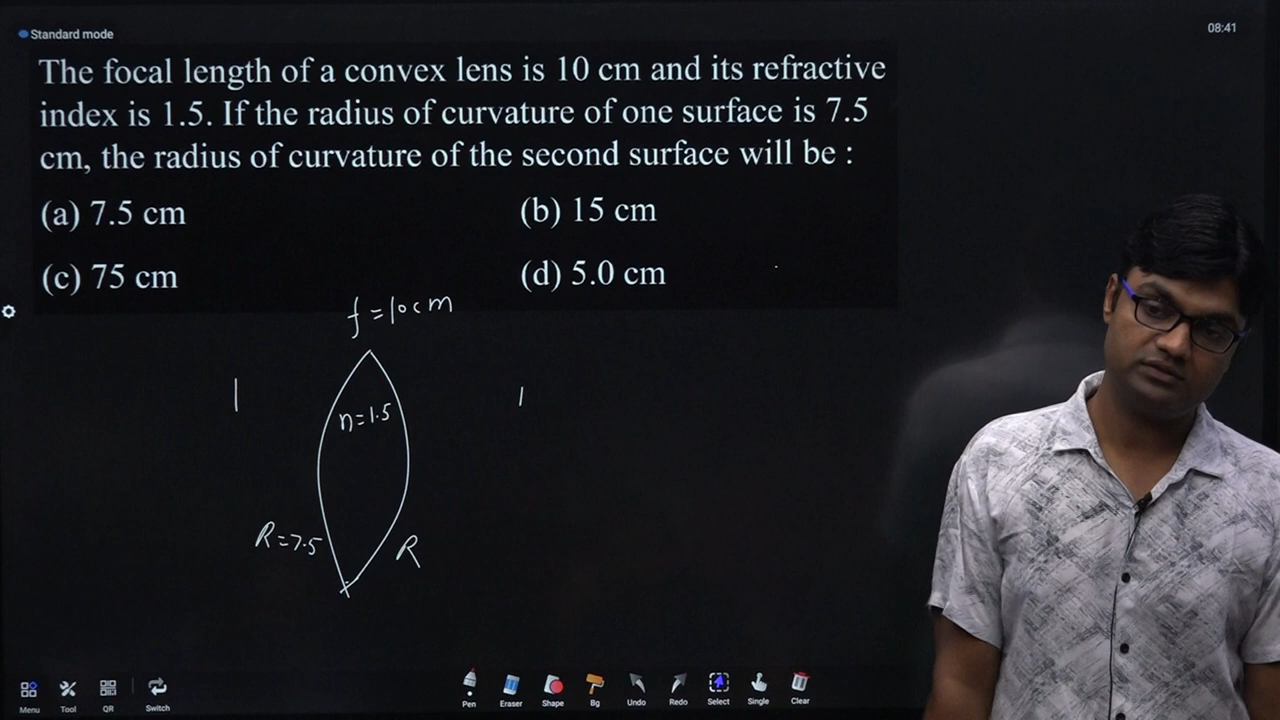 Standard mode
08:41
The focal length of a convex lens is 10 cm and its refractive
index is 1.5. If the radius of curvature of one surface is 7.5
cm, the radius of curvature of the second surface will be :
(a) 7.5 cm (b) 15 cm
(c) 75 cm (d) 5.0 cm
f = 10 cm
1 1
n=1.5
R=7.5 R
Menu Tool QR Switch Pen Eraser Shape Bg Undo Redo Select Single Clear